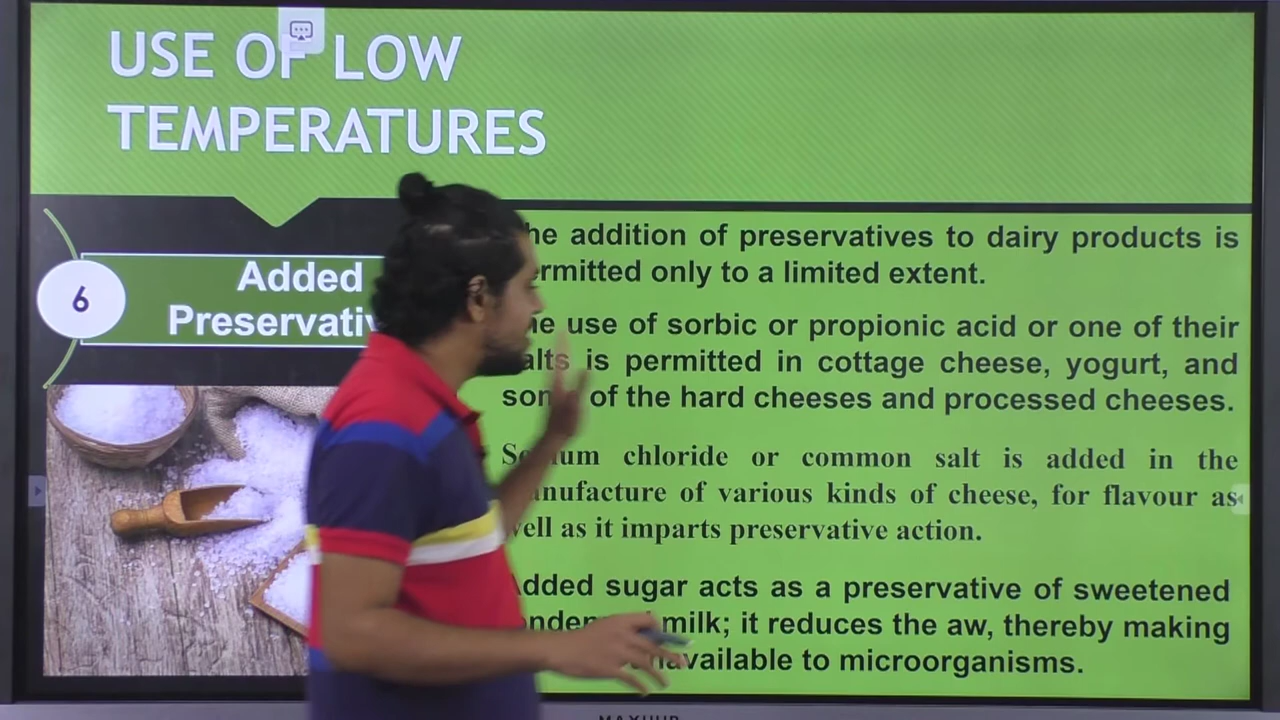 USE OF LOW
TEMPERATURES
6
Added
Preservativ
he addition of preservatives to dairy products is
ermitted only to a limited extent.
he use of sorbic or propionic acid or one of their
alts is permitted in cottage cheese, yogurt, and
of the hard cheeses and processed cheeses.
chloride or common salt is added in the
anufacture of various kinds of cheese, for flavour as
well as it imparts preservative action.
Added sugar acts as a preservative of sweetened
milk; it reduces the aw, thereby making
unavailable to microorganisms.